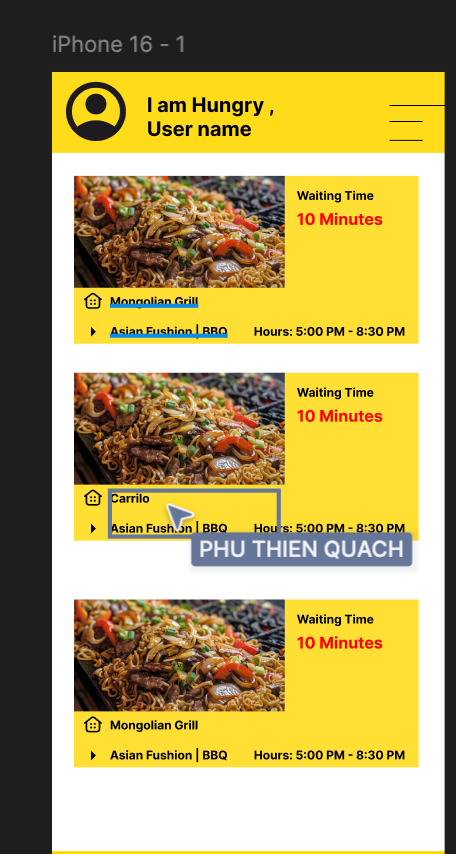 iPhone 16 - 1
I am Hungry ,
User name
Waiting Time
10 Minutes
Mongolian Grill
Asian Fushion | BBQ
Hours: 5:00 PM - 8:30 PM
Waiting Time
10 Minutes
Carrilo
Asian Fushion | BBQ
Hours: 5:00 PM - 8:30 PM
PHU THIEN QUACH
Waiting Time
10 Minutes
Mongolian Grill
Asian Fushion | BBQ
Hours: 5:00 PM - 8:30 PM